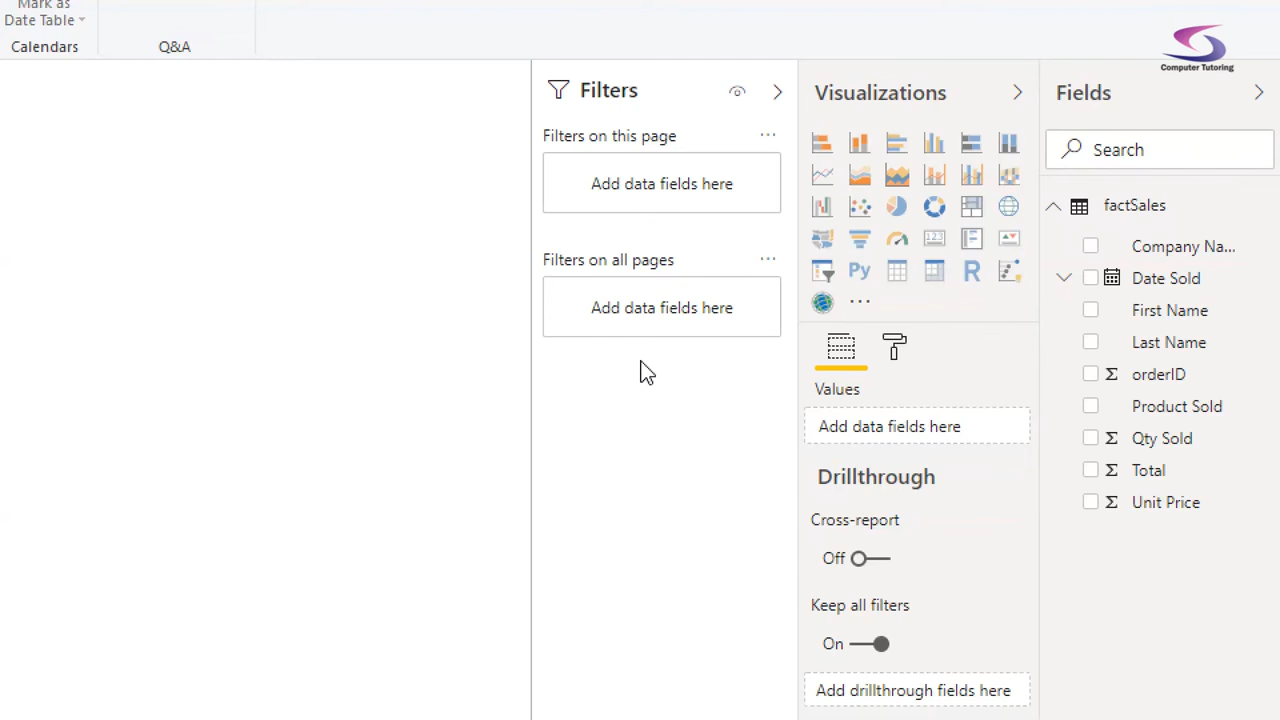 Mark as
Date Table
Calendars
Q&A
Computer Tutoring
Filters
Filters on this page
Add data fields here
Filters on all pages
Add data fields here
Visualizations
123
Py
R
Values
Add data fields here
Drillthrough
Cross-report
Off
Keep all filters
On
Add drillthrough fields here
Fields
Search
factSales
Company Na...
Date Sold
First Name
Last Name
Σ orderID
Product Sold
Σ Qty Sold
Σ Total
Σ Unit Price